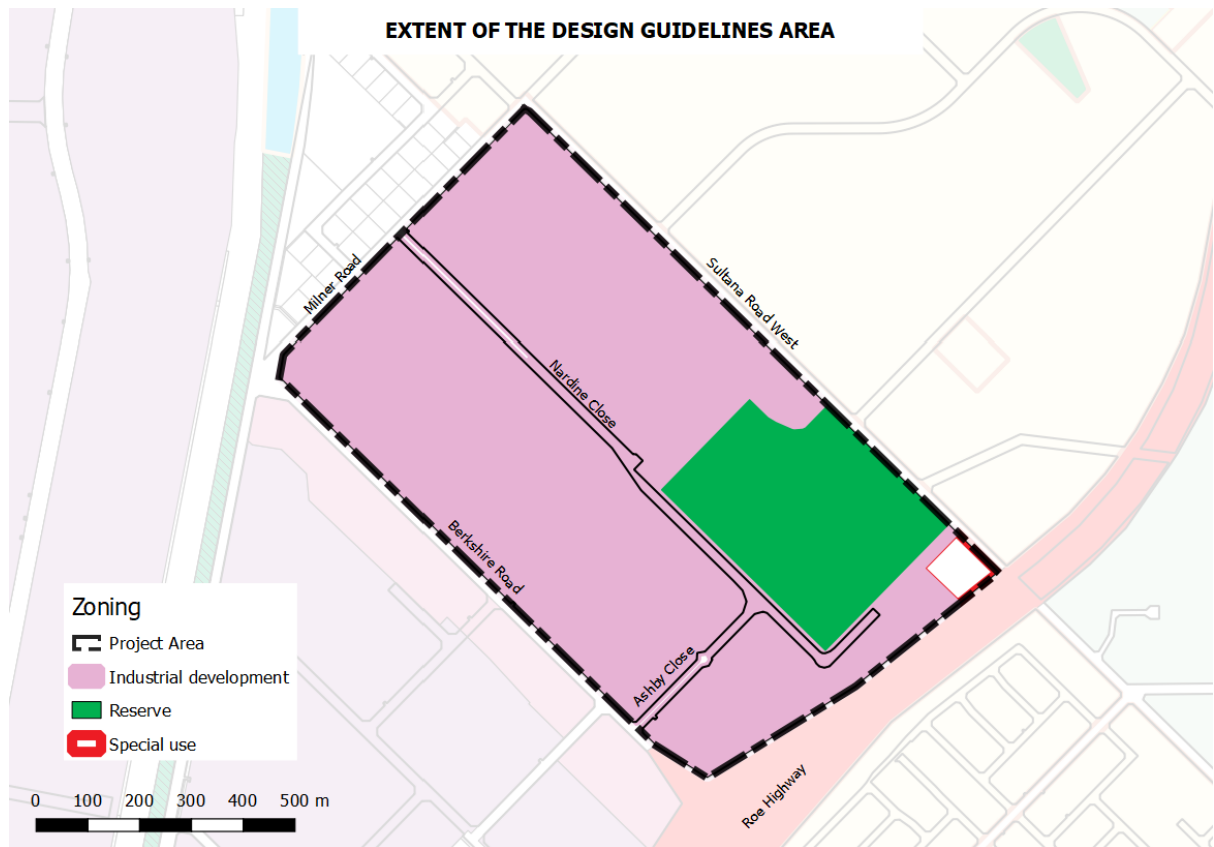 EXTENT OF THE DESIGN GUIDELINES AREA
Milner Road
Sultana Road West
Nardine Close
Berkshire Road
Ashby Close
Roe Highway
Zoning
Project Area
Industrial development
Reserve
Special use
0 100 200 300 400 500 m